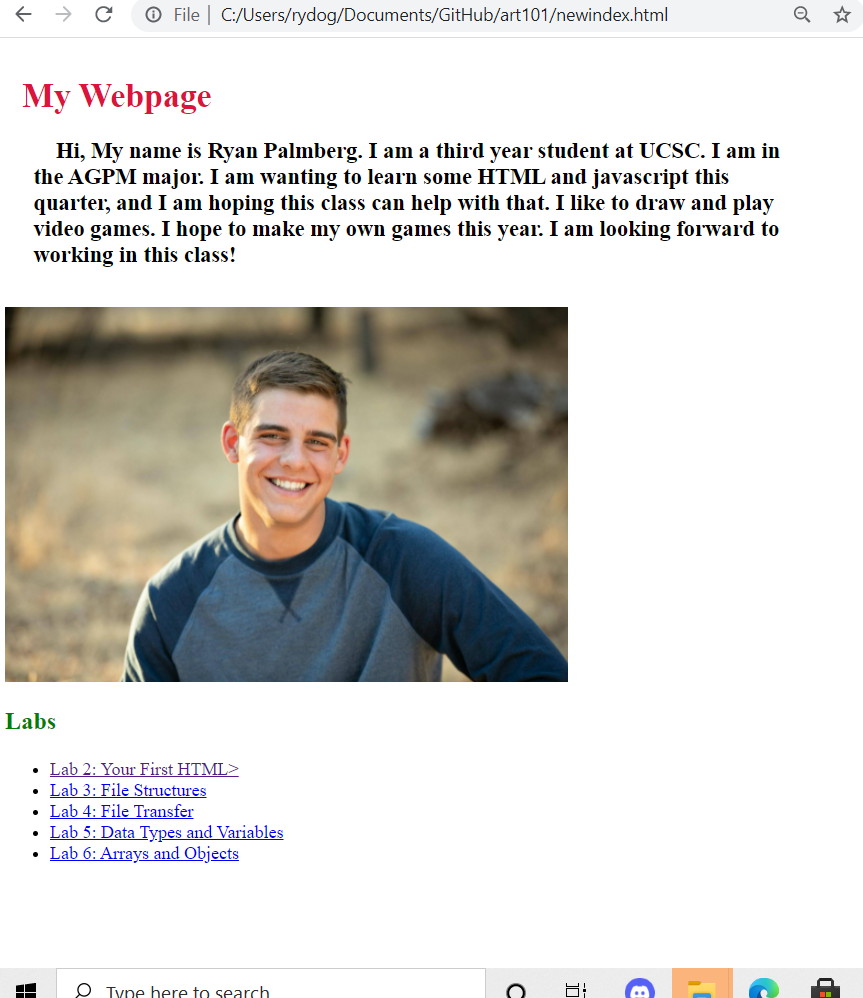 File | C:/Users/rydog/Documents/GitHub/art101/newindex.html
My Webpage
Hi, My name is Ryan Palmberg. I am a third year student at UCSC. I am in
the AGPM major. I am wanting to learn some HTML and javascript this
quarter, and I am hoping this class can help with that. I like to draw and play
video games. I hope to make my own games this year. I am looking forward to
working in this class!
Labs
Lab 2: Your First HTML>
Lab 3: File Structures
Lab 4: File Transfer
Lab 5: Data Types and Variables
Lab 6: Arrays and Objects
Type here to search